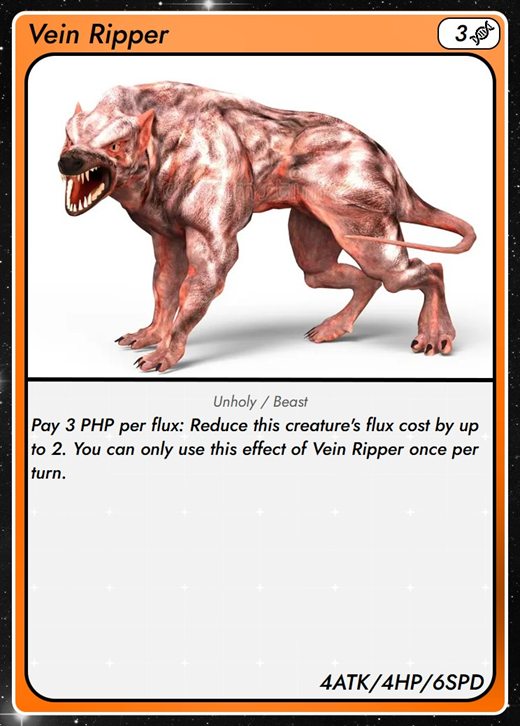 Vein Ripper
3
Unholy / Beast
Pay 3 PHP per flux: Reduce this creature's flux cost by up
to 2. You can only use this effect of Vein Ripper once per
turn.
4ATK/4HP/6SPD